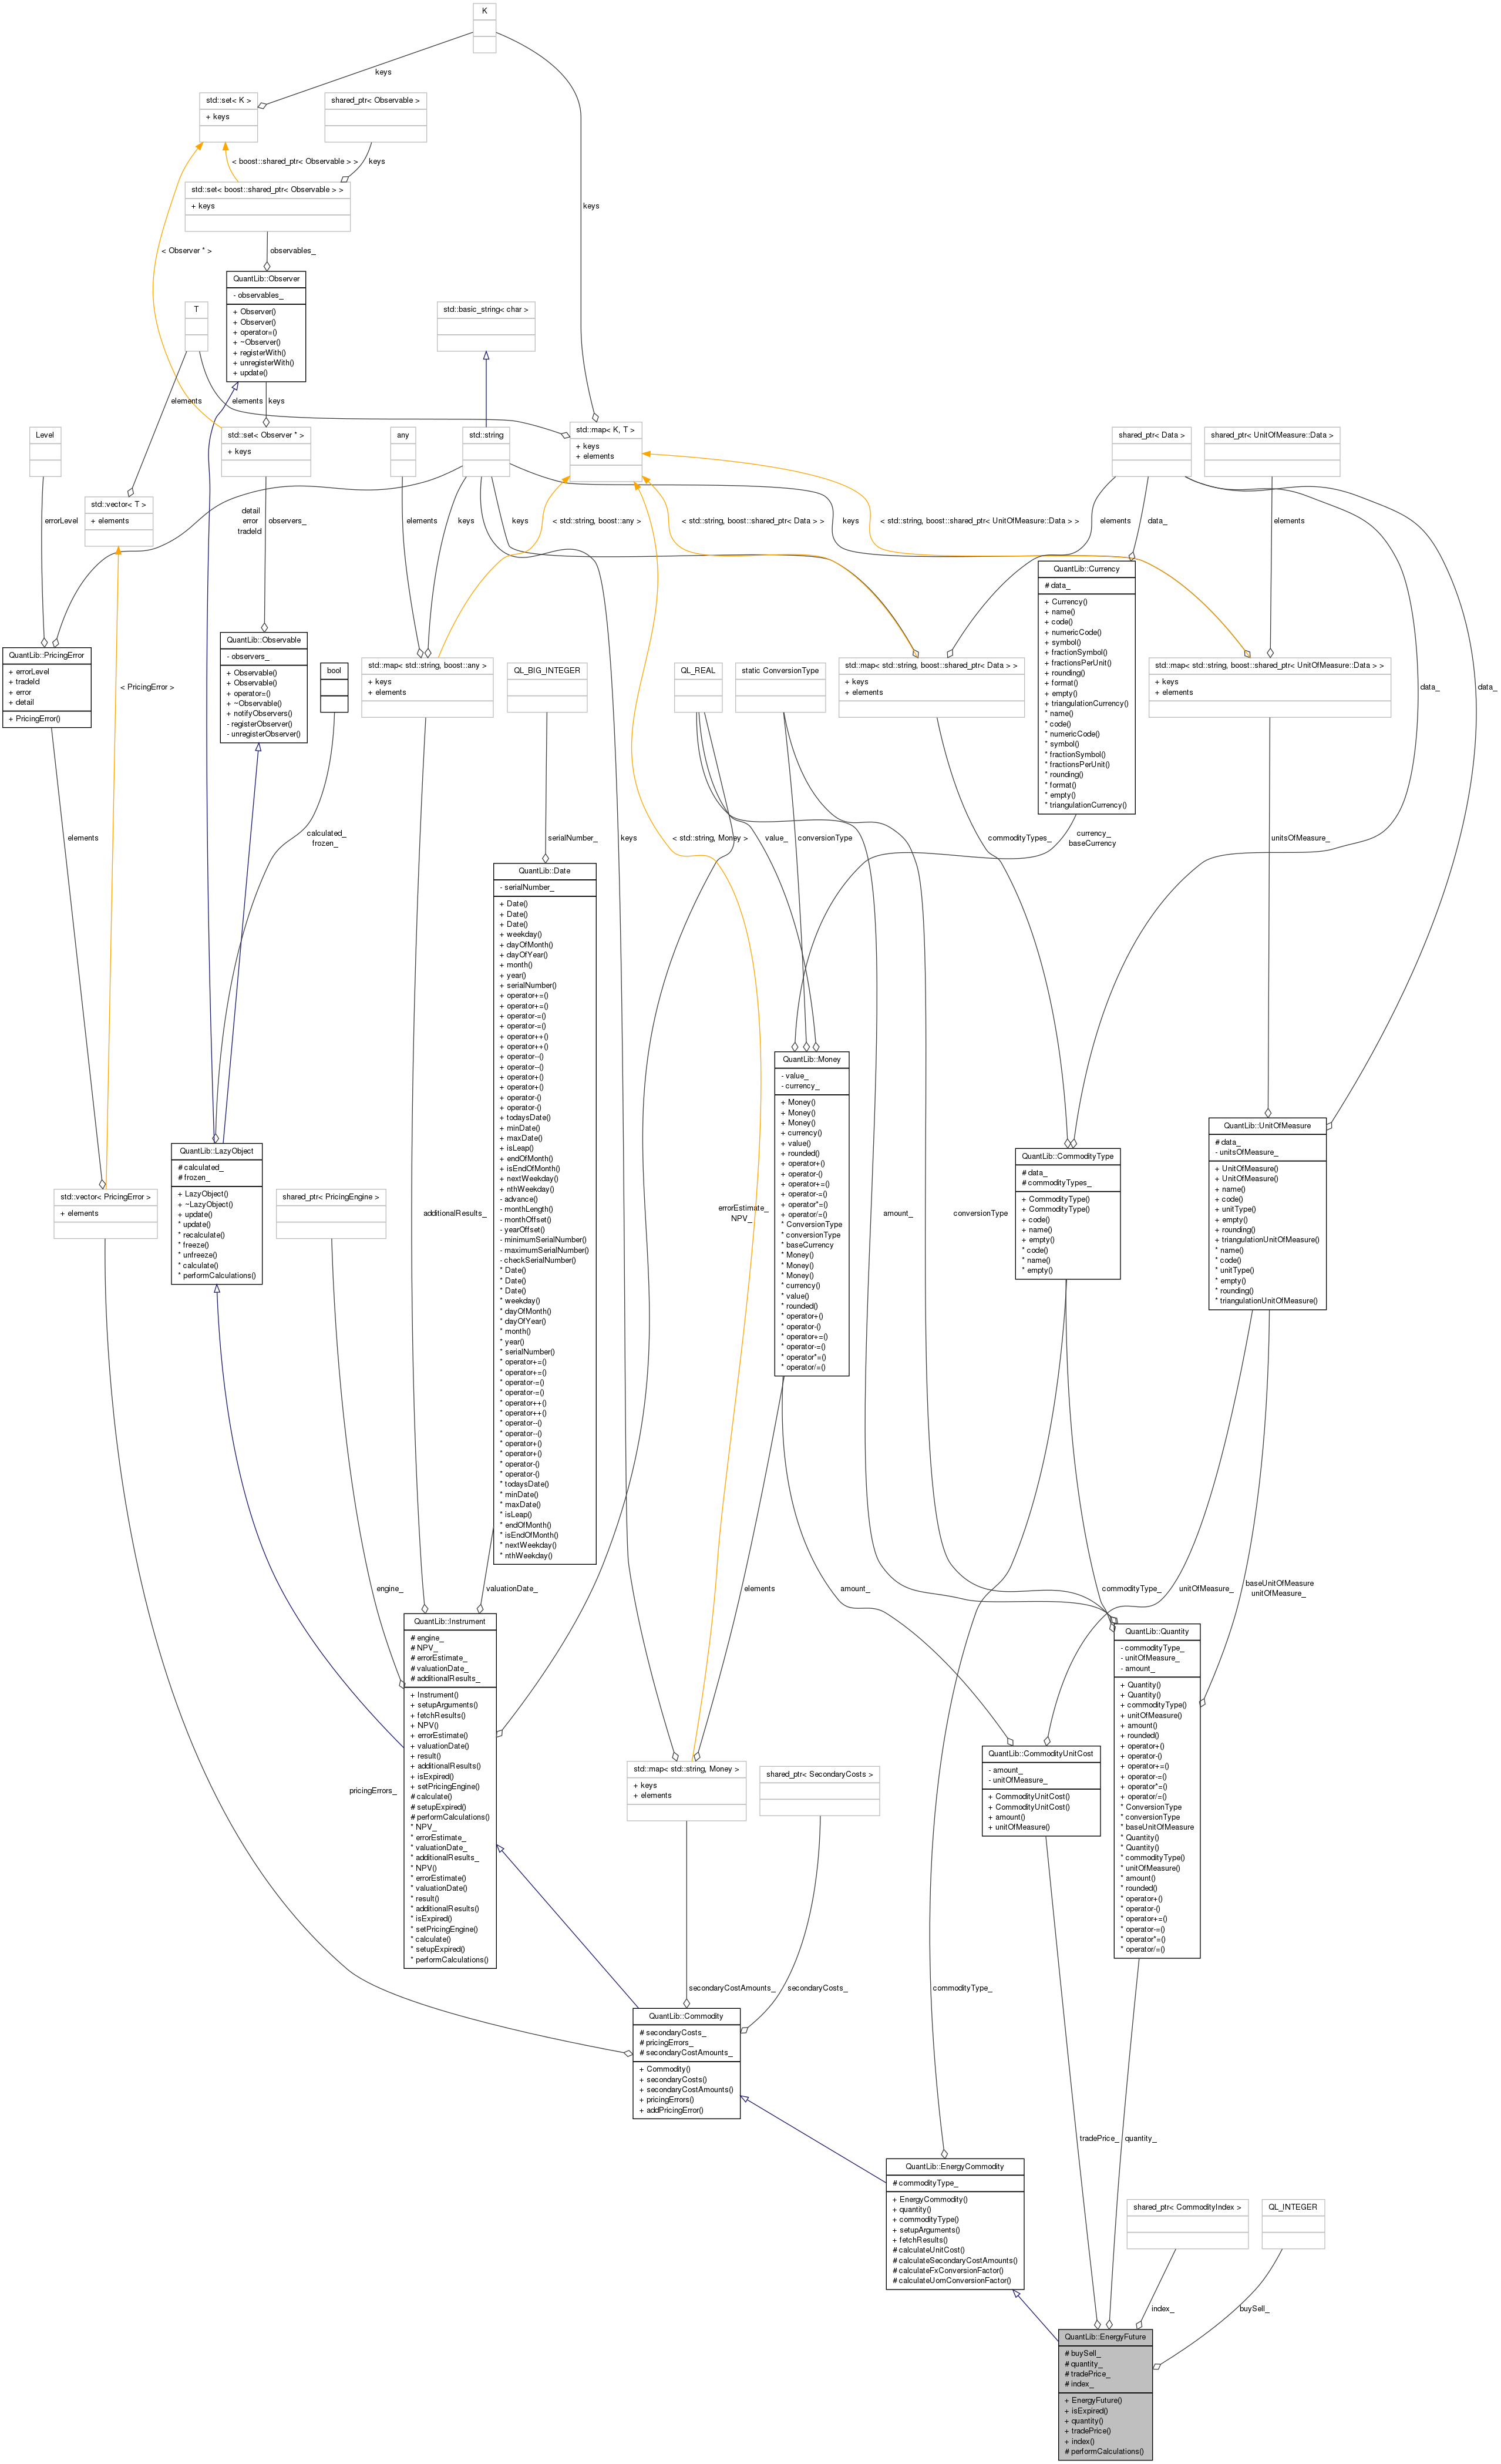 K
keys
std::set< K >
+ keys
shared_ptr< Observable >
< boost::shared_ptr< Observable > >
keys
std::set< boost::shared_ptr< Observable > >
+ keys
keys
< Observer * >
observables_
QuantLib::Observer
- observables_
+ Observer()
+ Observer()
+ operator=()
+ ~Observer()
+ registerWith()
+ unregisterWith()
+ update()
T
std::basic_string< char >
elements
elements
keys
Level
std::set< Observer * >
+ keys
any
std::string
std::map< K, T >
+ keys
+ elements
shared_ptr< Data >
shared_ptr< UnitOfMeasure::Data >
std::vector< T >
+ elements
errorLevel
detail
error
tradeId
observers_
elements
keys
keys
< std::string, boost::any >
< std::string, boost::shared_ptr< Data > >
keys
< std::string, boost::shared_ptr< UnitOfMeasure::Data > >
elements
data_
elements
QuantLib::Currency
# data_
+ Currency()
+ name()
+ code()
+ numericCode()
+ symbol()
+ fractionSymbol()
+ fractionsPerUnit()
+ rounding()
+ format()
+ empty()
+ triangulationCurrency()
* name()
* code()
* numericCode()
* symbol()
* fractionSymbol()
* fractionsPerUnit()
* rounding()
* format()
* empty()
* triangulationCurrency()
QuantLib::PricingError
+ errorLevel
+ tradeId
+ error
+ detail
+ PricingError()
< PricingError >
QuantLib::Observable
- observers_
+ Observable()
+ Observable()
+ operator=()
+ ~Observable()
+ notifyObservers()
- registerObserver()
- unregisterObserver()
bool
std::map< std::string, boost::any >
+ keys
+ elements
QL_BIG_INTEGER
QL_REAL
static ConversionType
std::map< std::string, boost::shared_ptr< Data > >
+ keys
+ elements
std::map< std::string, boost::shared_ptr< UnitOfMeasure::Data > >
+ keys
+ elements
data_
data_
elements
calculated_
frozen_
serialNumber_
keys
< std::string, Money >
value_
conversionType
commodityTypes_
currency_
baseCurrency
unitsOfMeasure_
QuantLib::Date
- serialNumber_
+ Date()
+ Date()
+ Date()
+ weekday()
+ dayOfMonth()
+ dayOfYear()
+ month()
+ year()
+ serialNumber()
+ operator+=()
+ operator+=()
+ operator-=()
+ operator-=()
+ operator++()
+ operator++()
+ operator--()
+ operator--()
+ operator+()
+ operator+()
+ operator-()
+ operator-()
+ todaysDate()
+ minDate()
+ maxDate()
+ isLeap()
+ endOfMonth()
+ isEndOfMonth()
+ nextWeekday()
+ nthWeekday()
- advance()
- monthLength()
- monthOffset()
- yearOffset()
- minimumSerialNumber()
- maximumSerialNumber()
- checkSerialNumber()
* Date()
* Date()
* Date()
* weekday()
* dayOfMonth()
* dayOfYear()
* month()
* year()
* serialNumber()
* operator+=()
* operator+=()
* operator-=()
* operator-=()
* operator++()
* operator++()
* operator--()
* operator--()
* operator+()
* operator+()
* operator-()
* operator-()
* todaysDate()
* minDate()
* maxDate()
* isLeap()
* endOfMonth()
* isEndOfMonth()
* nextWeekday()
* nthWeekday()
QuantLib::Money
- value_
- currency_
+ Money()
+ Money()
+ Money()
+ currency()
+ value()
+ rounded()
+ operator+()
+ operator-()
+ operator+=()
+ operator-=()
+ operator*=()
+ operator/=()
* ConversionType
* conversionType
* baseCurrency
* Money()
* Money()
* Money()
* currency()
* value()
* rounded()
* operator+()
* operator-()
* operator+=()
* operator-=()
* operator*=()
* operator/=()
QuantLib::LazyObject
# calculated_
# frozen_
+ LazyObject()
+ ~LazyObject()
+ update()
* update()
* recalculate()
* freeze()
* unfreeze()
* calculate()
* performCalculations()
std::vector< PricingError >
+ elements
shared_ptr< PricingEngine >
additionalResults_
errorEstimate_
NPV_
amount_
conversionType
QuantLib::CommodityType
# data_
# commodityTypes_
+ CommodityType()
+ CommodityType()
+ code()
+ name()
+ empty()
* code()
* name()
* empty()
QuantLib::UnitOfMeasure
# data_
- unitsOfMeasure_
+ UnitOfMeasure()
+ UnitOfMeasure()
+ name()
+ code()
+ unitType()
+ empty()
+ rounding()
+ triangulationUnitOfMeasure()
* name()
* code()
* unitType()
* empty()
* rounding()
* triangulationUnitOfMeasure()
engine_
valuationDate_
elements
amount_
commodityType_
unitOfMeasure_
baseUnitOfMeasure
unitOfMeasure_
QuantLib::Instrument
# engine_
# NPV_
# errorEstimate_
# valuationDate_
# additionalResults_
+ Instrument()
+ setupArguments()
+ fetchResults()
+ NPV()
+ errorEstimate()
+ valuationDate()
+ result()
+ additionalResults()
+ isExpired()
+ setPricingEngine()
# calculate()
# setupExpired()
# performCalculations()
* NPV_
* errorEstimate_
* valuationDate_
* additionalResults_
* NPV()
* errorEstimate()
* valuationDate()
* result()
* additionalResults()
* isExpired()
* setPricingEngine()
* calculate()
* setupExpired()
* performCalculations()
QuantLib::Quantity
- commodityType_
- unitOfMeasure_
- amount_
+ Quantity()
+ Quantity()
+ commodityType()
+ unitOfMeasure()
+ amount()
+ rounded()
+ operator+()
+ operator-()
+ operator+=()
+ operator-=()
+ operator*=()
+ operator/=()
* ConversionType
* conversionType
* baseUnitOfMeasure
* Quantity()
* Quantity()
* commodityType()
* unitOfMeasure()
* amount()
* rounded()
* operator+()
* operator-()
* operator+=()
* operator-=()
* operator*=()
* operator/=()
pricingErrors_
std::map< std::string, Money >
+ keys
+ elements
shared_ptr< SecondaryCosts >
QuantLib::CommodityUnitCost
- amount_
- unitOfMeasure_
+ CommodityUnitCost()
+ CommodityUnitCost()
+ amount()
+ unitOfMeasure()
secondaryCostAmounts_
secondaryCosts_
commodityType_
QuantLib::Commodity
# secondaryCosts_
# pricingErrors_
# secondaryCostAmounts_
+ Commodity()
+ secondaryCosts()
+ secondaryCostAmounts()
+ pricingErrors()
+ addPricingError()
tradePrice_
quantity_
QuantLib::EnergyCommodity
# commodityType_
+ EnergyCommodity()
+ quantity()
+ commodityType()
+ setupArguments()
+ fetchResults()
# calculateUnitCost()
# calculateSecondaryCostAmounts()
# calculateFxConversionFactor()
# calculateUomConversionFactor()
shared_ptr< CommodityIndex >
QL_INTEGER
index_
buySell_
QuantLib::EnergyFuture
# buySell_
# quantity_
# tradePrice_
# index_
+ EnergyFuture()
+ isExpired()
+ quantity()
+ tradePrice()
+ index()
# performCalculations()